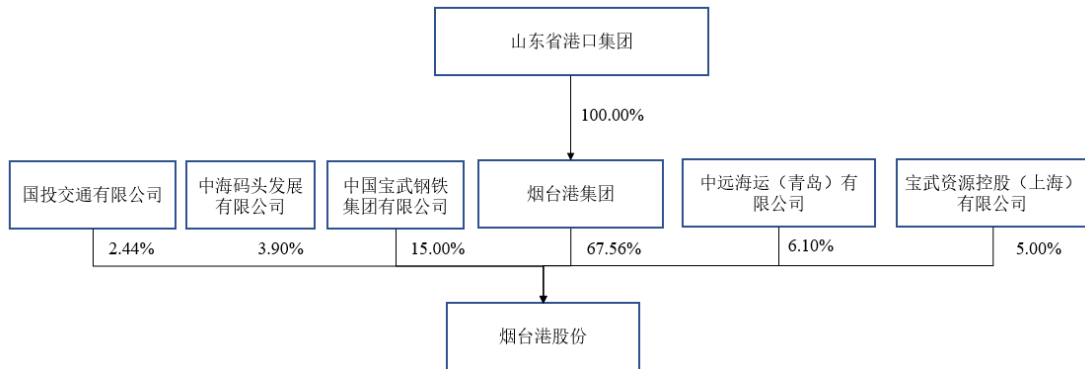 山东省港口集团
100.00%
国投交通有限公司
中海码头发展
有限公司
中国宝武钢铁
集团有限公司
烟台港集团
中远海运（青岛）有
限公司
宝武资源控股（上海）
有限公司
2.44%
3.90%
15.00%
67.56%
6.10%
5.00%
烟台港股份